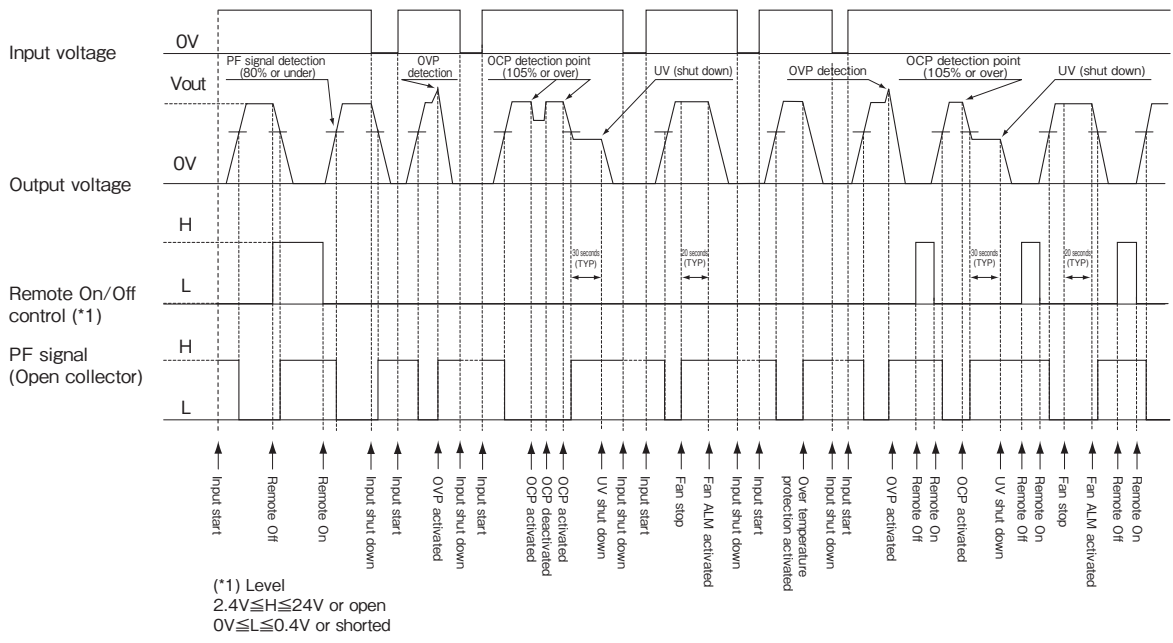 Input voltage
0V
PF signal detection
(80% or under)
OVP
detection
OCP detection point
(105% or over)
UV (shut down)
OVP detection
OCP detection point
(105% or over)
UV (shut down)
Vout
0V
Output voltage
H
L
30 seconds
(TYP)
20 seconds
(TYP)
30 seconds
(TYP)
20 seconds
(TYP)
Remote On/Off
control (*1)
H
PF signal
(Open collector)
L
Input start
Remote Off
Remote On
Input shut down
Input start
OVP activated
Input shut down
Input start
OCP activated
OCP deactivated
OCP activated
UV shut down
Input shut down
Input start
Fan stop
Fan ALM activated
Input shut down
Input start
Over temperature
protection activated
Input shut down
Input start
OVP activated
Remote Off
Remote On
OCP activated
UV shut down
Remote Off
Remote On
Fan stop
Fan ALM activated
Remote Off
Remote On
(*1) Level
2.4V≦H≦24V or open
0V≦L≦0.4V or shorted